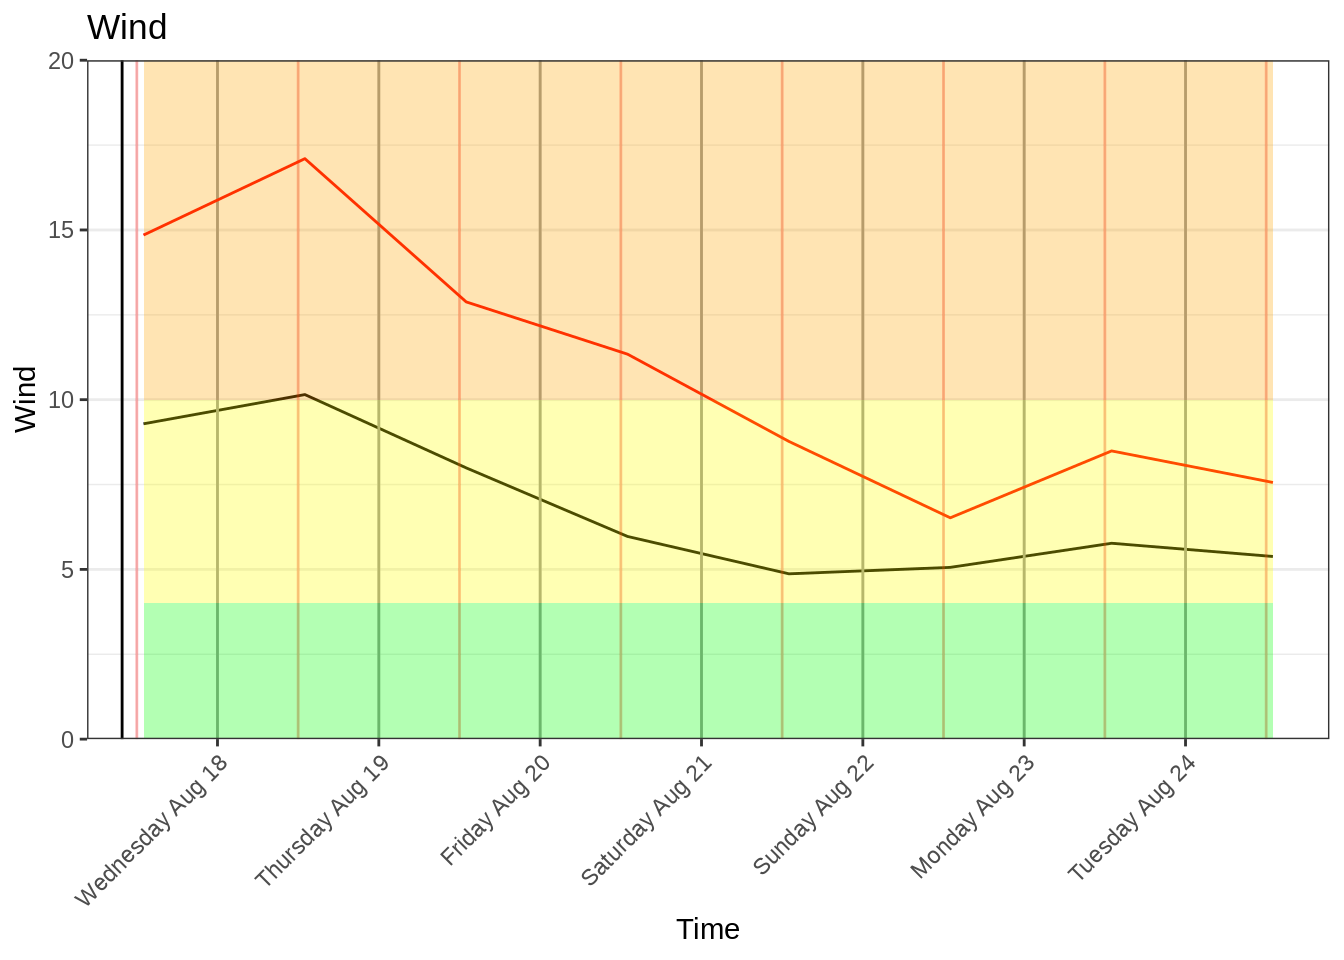 Wind
20
15
10
5
0
Wind
Wednesday Aug 18
Thursday Aug 19
Friday Aug 20
Saturday Aug 21
Sunday Aug 22
Monday Aug 23
Tuesday Aug 24
Time